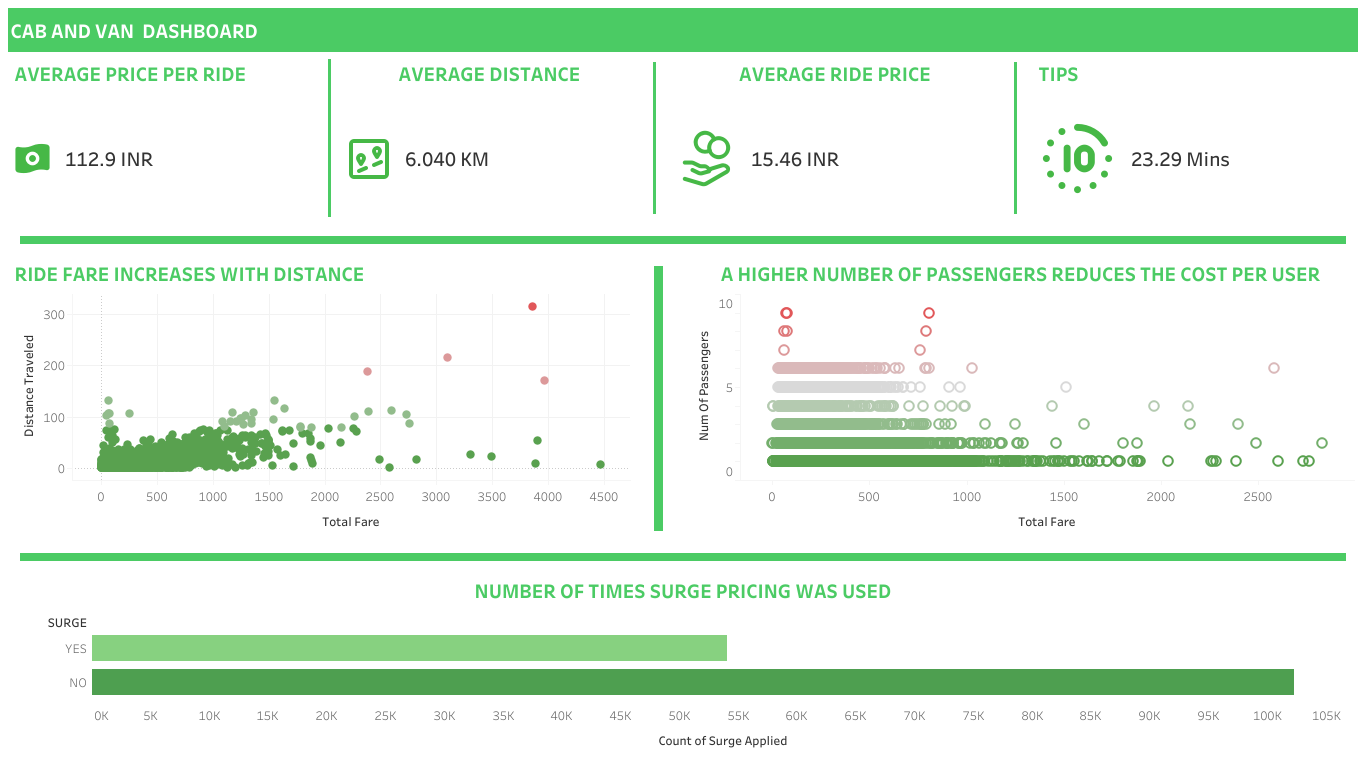 CAB AND VAN  DASHBOARD
AVERAGE PRICE PER RIDE
112.9 INR
AVERAGE DISTANCE
6.040 KM
AVERAGE RIDE PRICE
15.46 INR
TIPS
10
23.29 Mins
RIDE FARE INCREASES WITH DISTANCE
Distance Traveled
300
200
100
0
0 500 1000 1500 2000 2500 3000 3500 4000 4500
Total Fare
A HIGHER NUMBER OF PASSENGERS REDUCES THE COST PER USER
Num Of Passengers
10
5
0
0 500 1000 1500 2000 2500
Total Fare
NUMBER OF TIMES SURGE PRICING WAS USED
SURGE
YES
NO
0K 5K 10K 15K 20K 25K 30K 35K 40K 45K 50K 55K 60K 65K 70K 75K 80K 85K 90K 95K 100K 105K
Count of Surge Applied